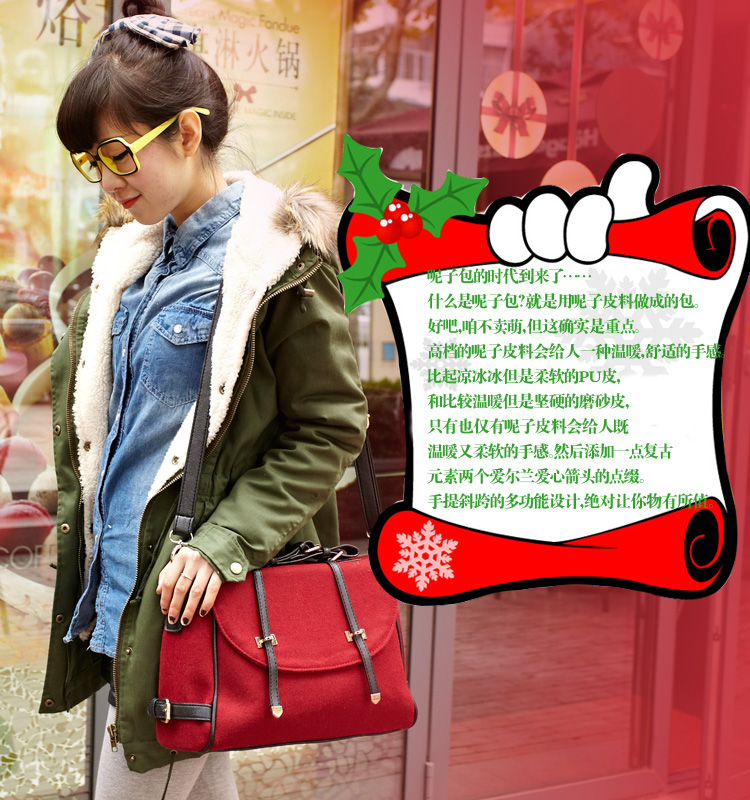 Magic Fondue
淋火锅
MAGIC INSIDE
呢子包的时代到来了……
什么是呢子包?就是用呢子皮料做成的包。
好吧,咱不卖萌,但这确实是重点。
高档的呢子皮料会给人一种温暖,舒适的手感。
比起凉冰冰但是柔软的PU皮,
和比较温暖但是坚硬的磨砂皮,
只有也仅有呢子皮料会给人既
温暖又柔软的手感。然后添加一点复古
元素两个爱尔兰爱心箭头的点缀。
手提斜跨的多功能设计,绝对让你物有所值。